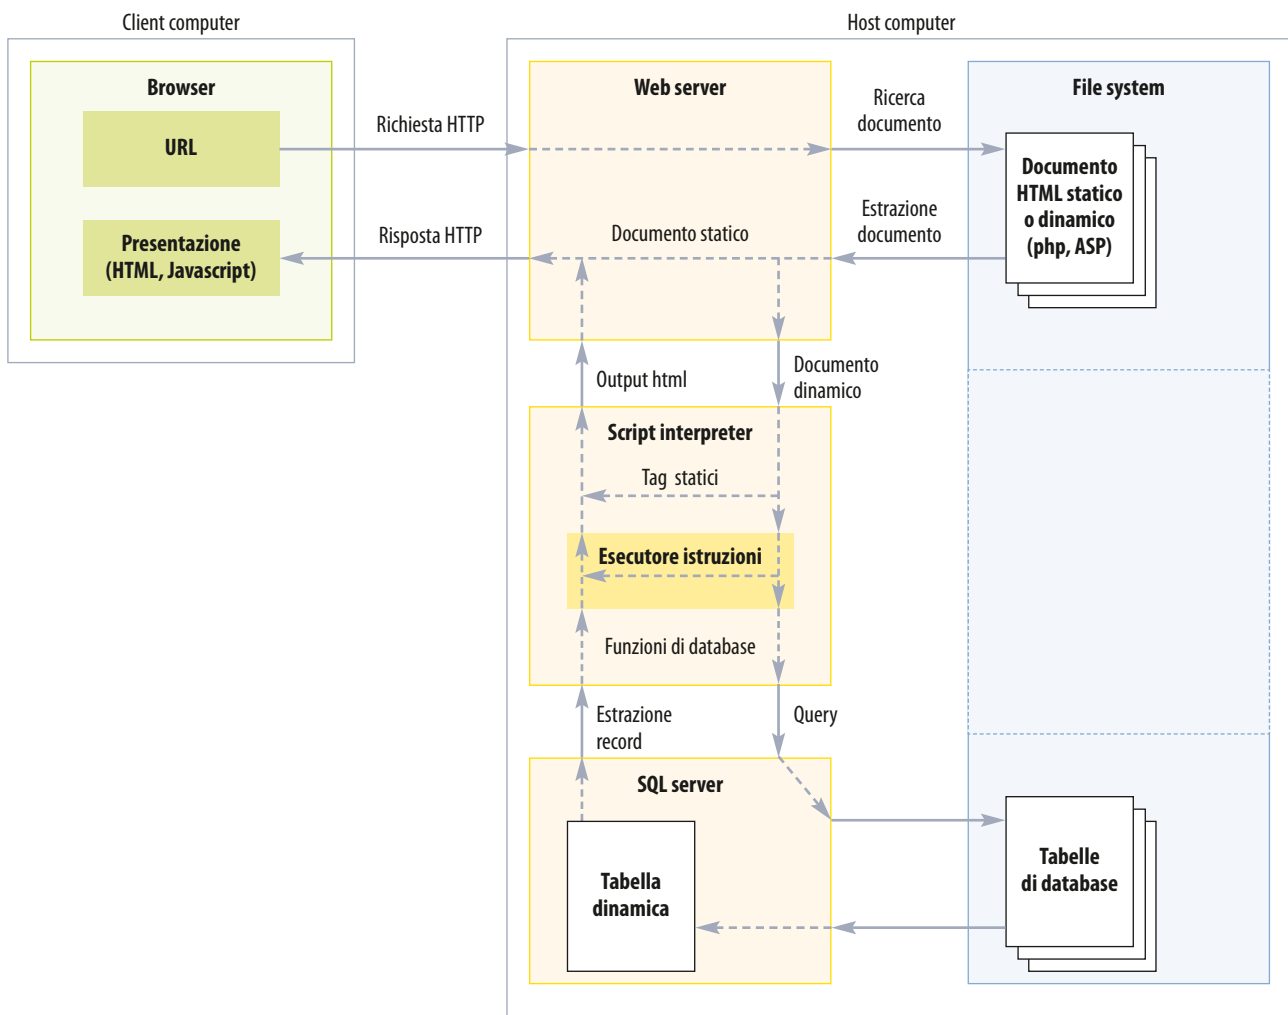 Client computer
Host computer
Browser
Web server
File system
URL
Richiesta HTTP
Ricerca
documento
Documento
HTML statico
o dinamico
(php, ASP)
Presentazione
(HTML, Javascript)
Risposta HTTP
Documento statico
Estrazione
documento
Output html
Documento
dinamico
Script interpreter
Tag statici
Esecutore istruzioni
Funzioni di database
Estrazione
record
Query
SQL server
Tabella
dinamica
Tabelle
di database